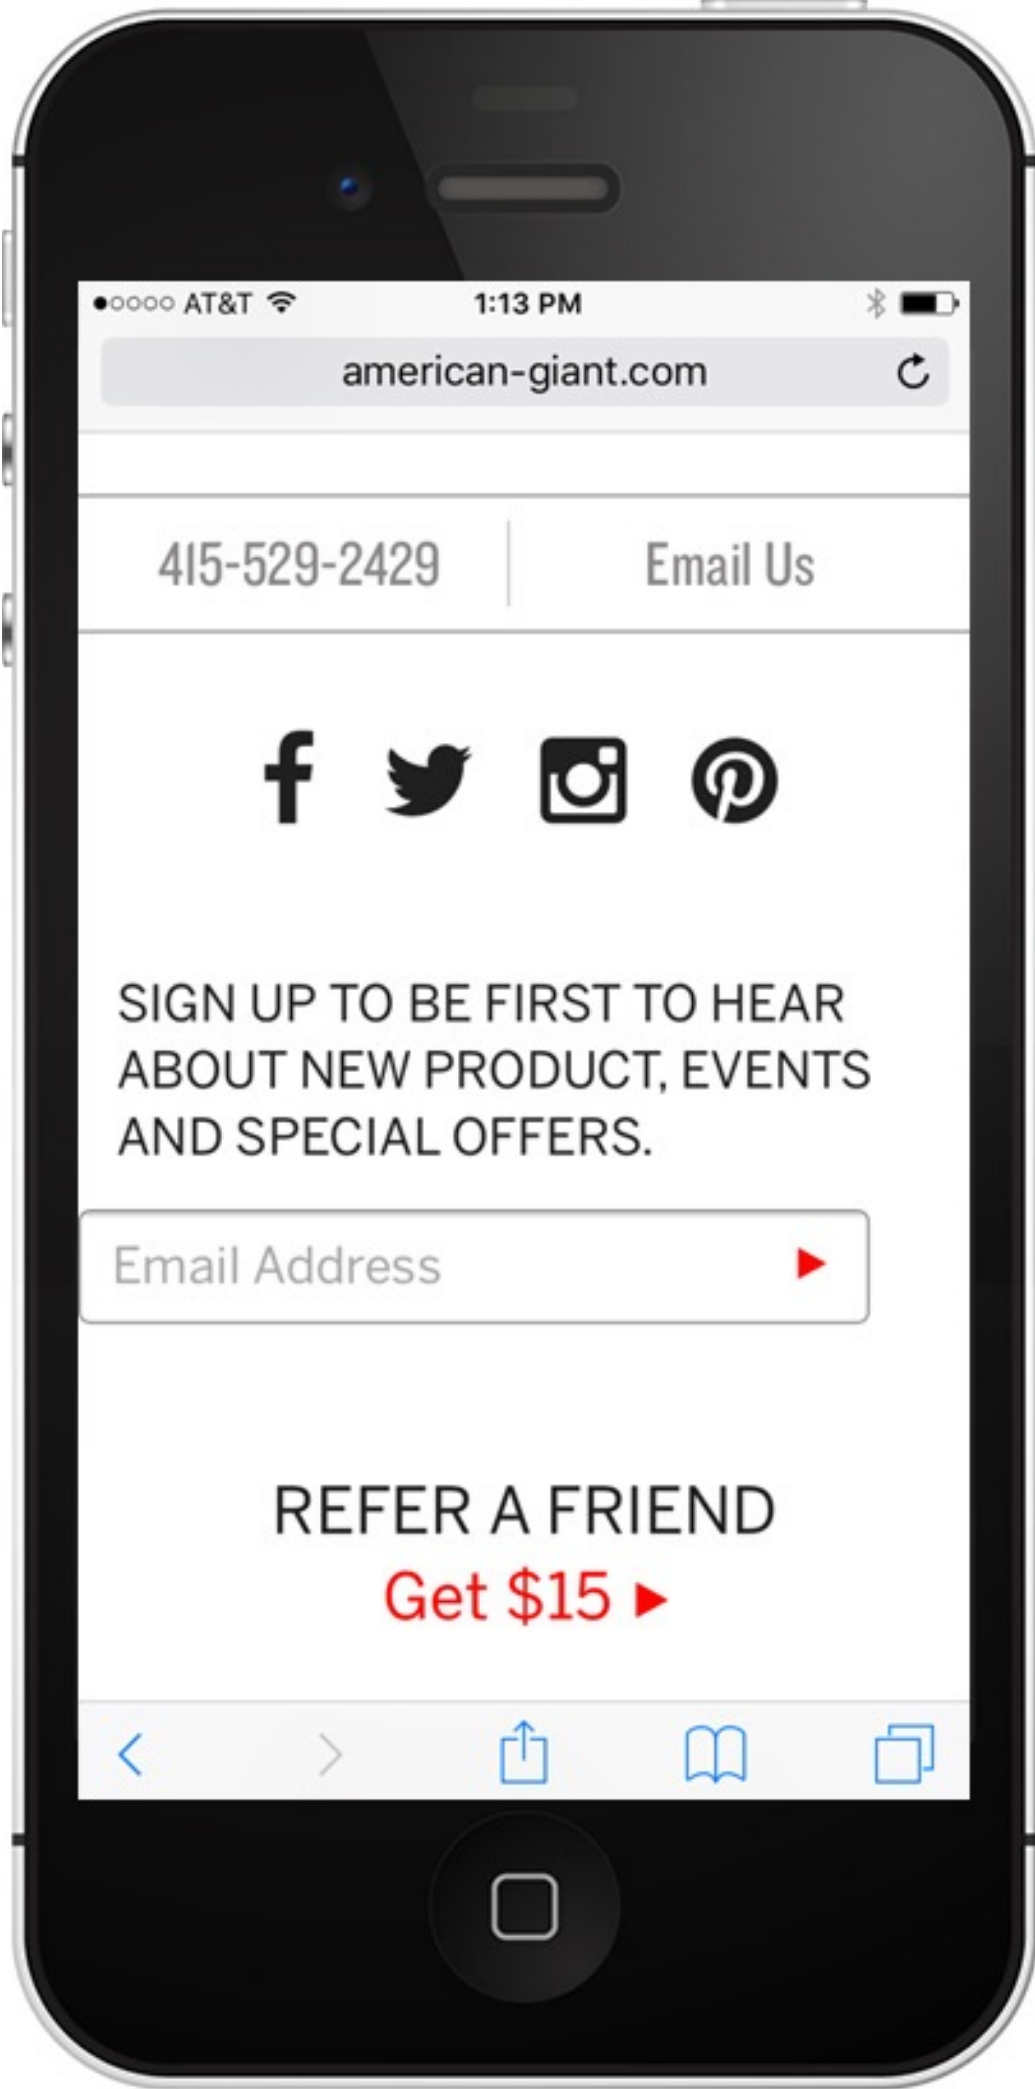 AT&T 1:13 PM
american-giant.com
415-529-2429 Email Us
SIGN UP TO BE FIRST TO HEAR
ABOUT NEW PRODUCT, EVENTS
AND SPECIAL OFFERS.
Email Address
REFER A FRIEND
Get $15